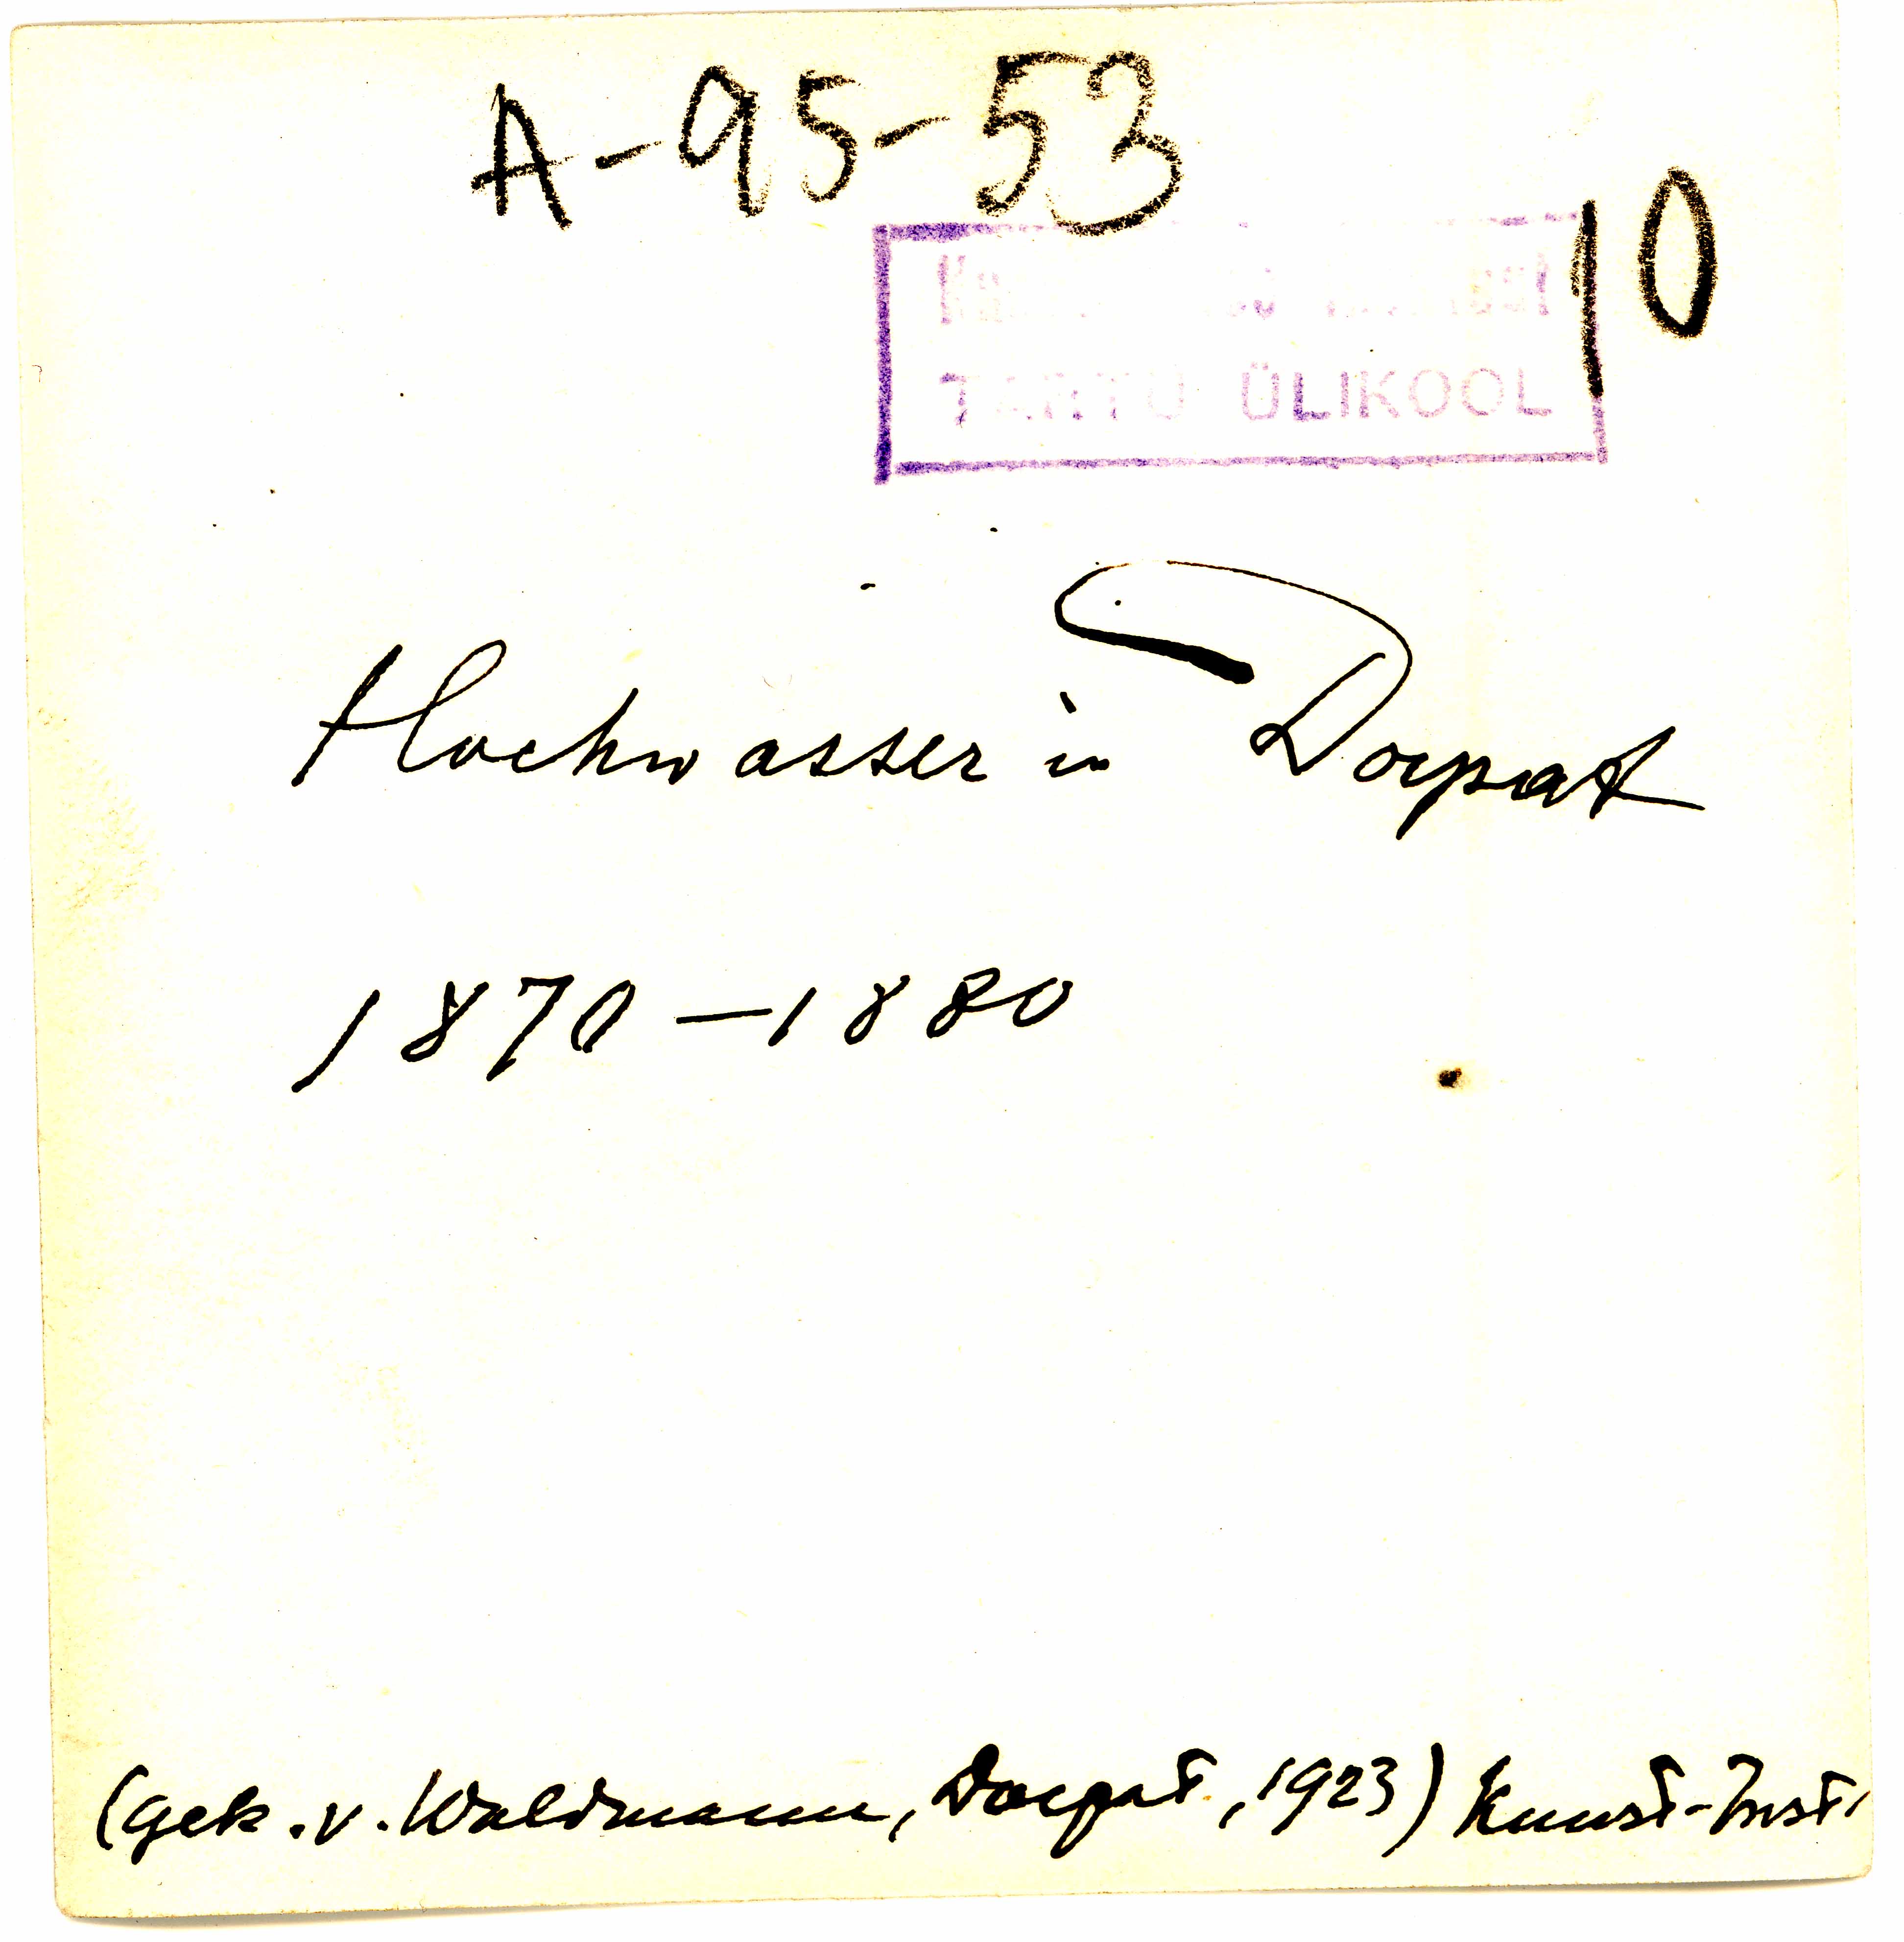 A-95-53
10
TARTU ÜLIKOOL
Hochwasser in Dorpat
1870-1880
(gek. v. Waldmann, Dorpat, 1923) Kunst-Inst.